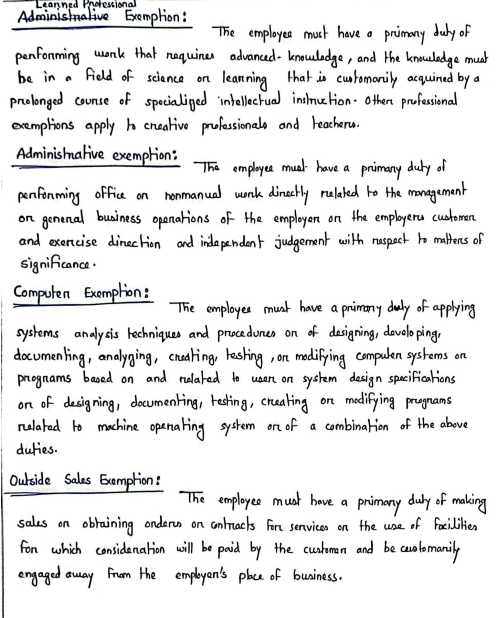 Learned Professional
Administrative Exemption:
The employee must have a primary duty of
performing work that requires advanced-knowledge, and the knowledge must
be in a field of science or learning that is customarily acquired by a
prolonged course of specialized intellectual instruction. Other professional
exemptions apply to creative professionals and teachers.
Administrative exemption:
The employee must have a primary duty of
performing office or nonmanual work directly related to the management
or general business operations of the employer or the employers customer
and exercise direction and independent judgement with respect to matters of
significance.
Computer Exemption:
The employee must have a primary duty of applying
systems analysis techniques and procedures or of designing, developing,
documenting, analyzing, creating, testing, or modifying computer systems or
programs based on and related to user or system design specifications
or of designing, documenting, testing, creating or modifying programs
related to machine operating system or of a combination of the above
duties.
Outside Sales Exemption:
The employee must have a primary duty of making
sales or obtaining orders or contracts for services or the use of facilities
for which consideration will be paid by the customer and be customarily
engaged away from the employer's place of business.